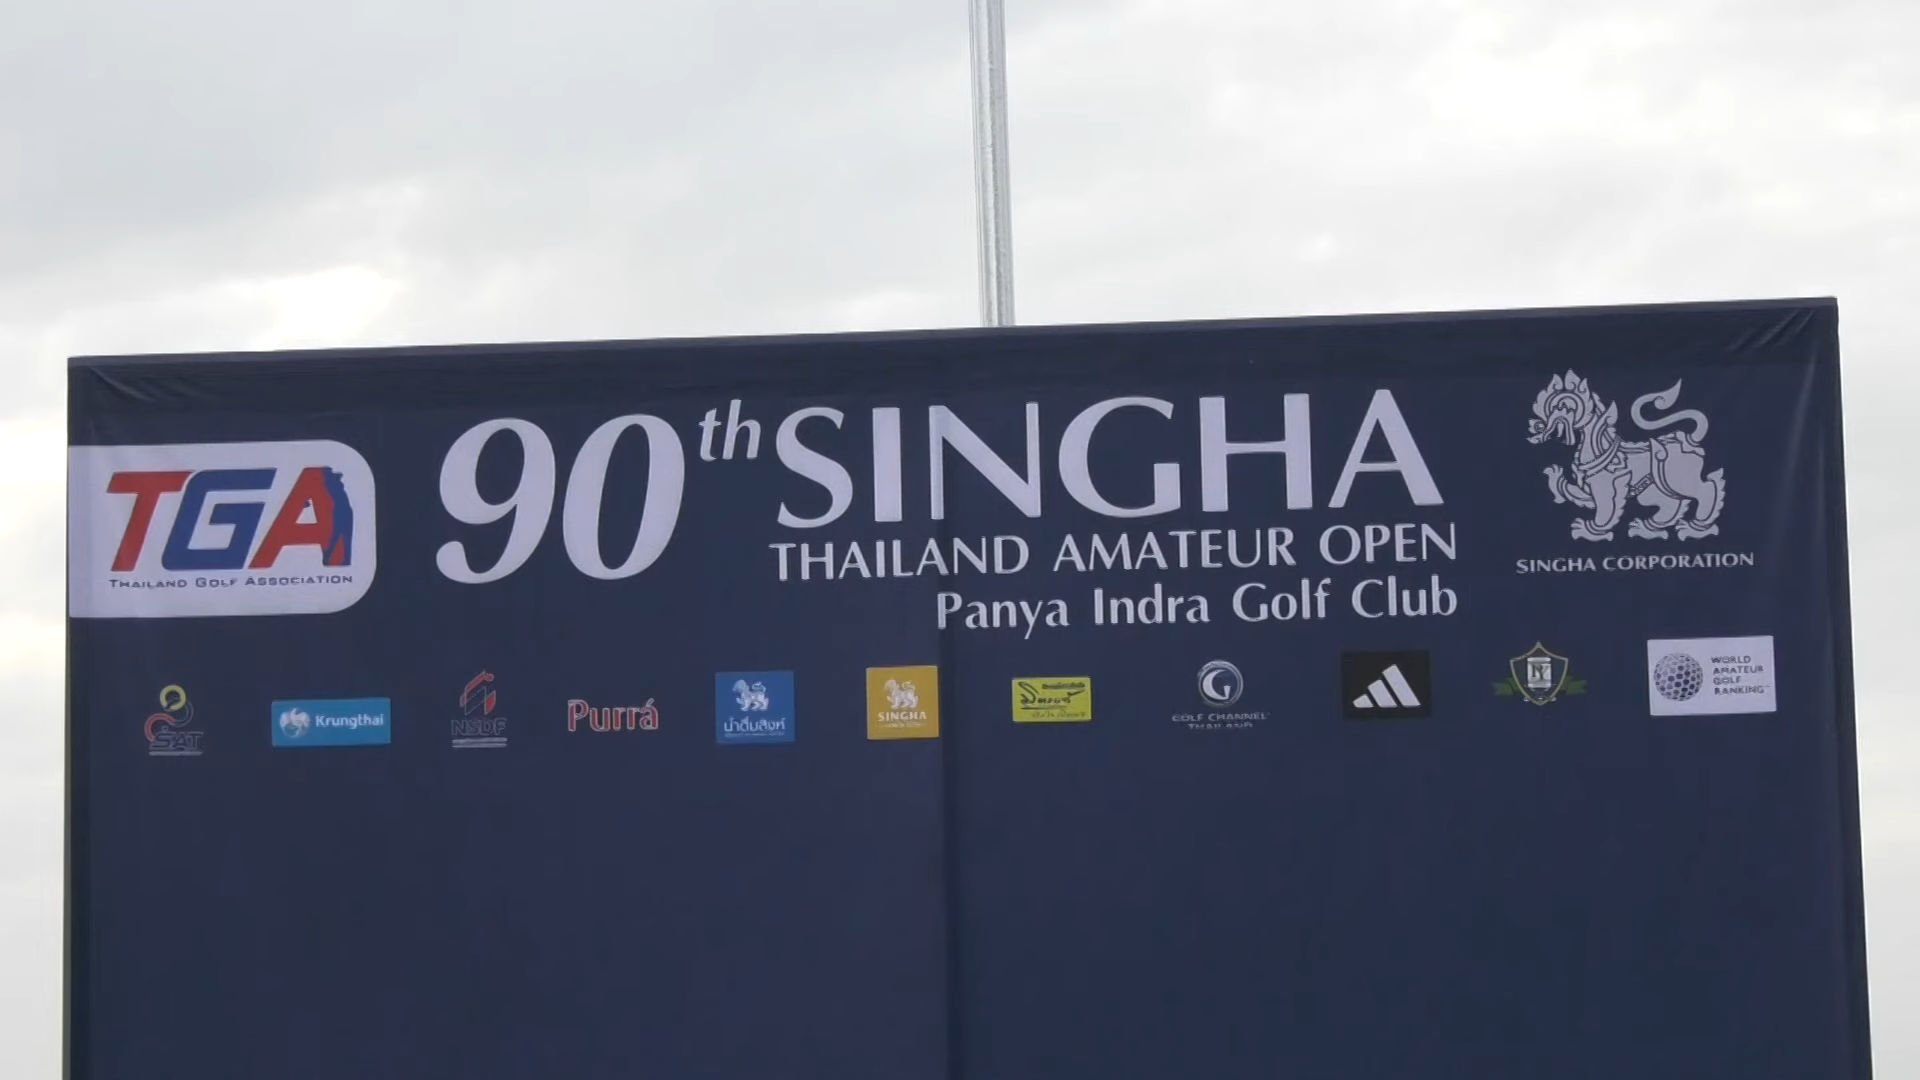 TGA
THAILAND GOLF ASSOCIATION
90th SINGHA
THAILAND AMATEUR OPEN
Panya Indra Golf Club
SINGHA CORPORATION
SAT
Krungthai
NSDF
Purrá
น้ำดื่มสิงห์
SINGHA
GOLF CHANNEL
THAILAND
WORLD
AMATEUR
GOLF
RANKING